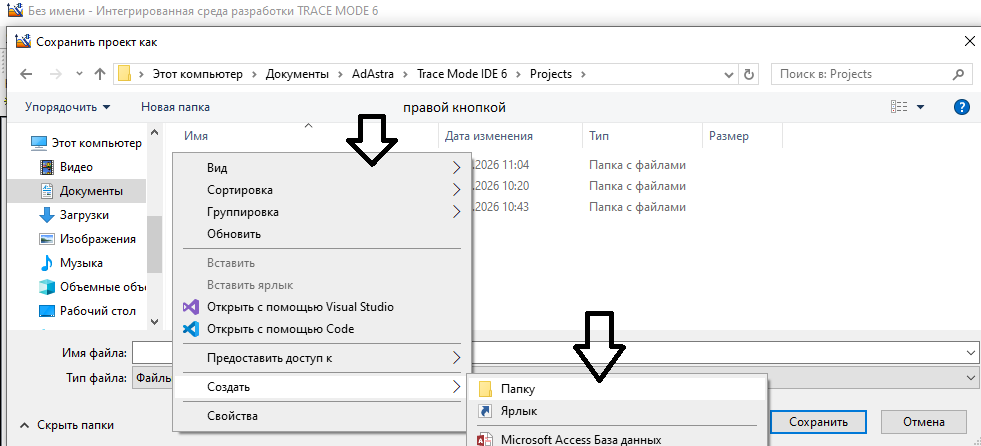 Без имени - Интегрированная среда разработки TRACE MODE 6
Сохранить проект как
Этот компьютер > Документы > AdAstra > Trace Mode IDE 6 > Projects >
Поиск в: Projects
Упорядочить
Новая папка
правой кнопкой
Этот компьютер
Видео
Документы
Загрузки
Изображения
Музыка
Объемные объе
Рабочий стол
Имя
Дата изменения
Тип
Размер
.2026 11:04 Папка с файлами
.2026 10:20 Папка с файлами
.2026 10:43 Папка с файлами
Вид
Сортировка
Группировка
Обновить
Вставить
Вставить ярлык
Открыть с помощью Visual Studio
Открыть с помощью Code
Предоставить доступ к
Создать
Свойства
Имя файла:
Тип файла: Файль
Папку
Ярлык
Microsoft Access База данных
Скрыть папки
Сохранить
Отмена